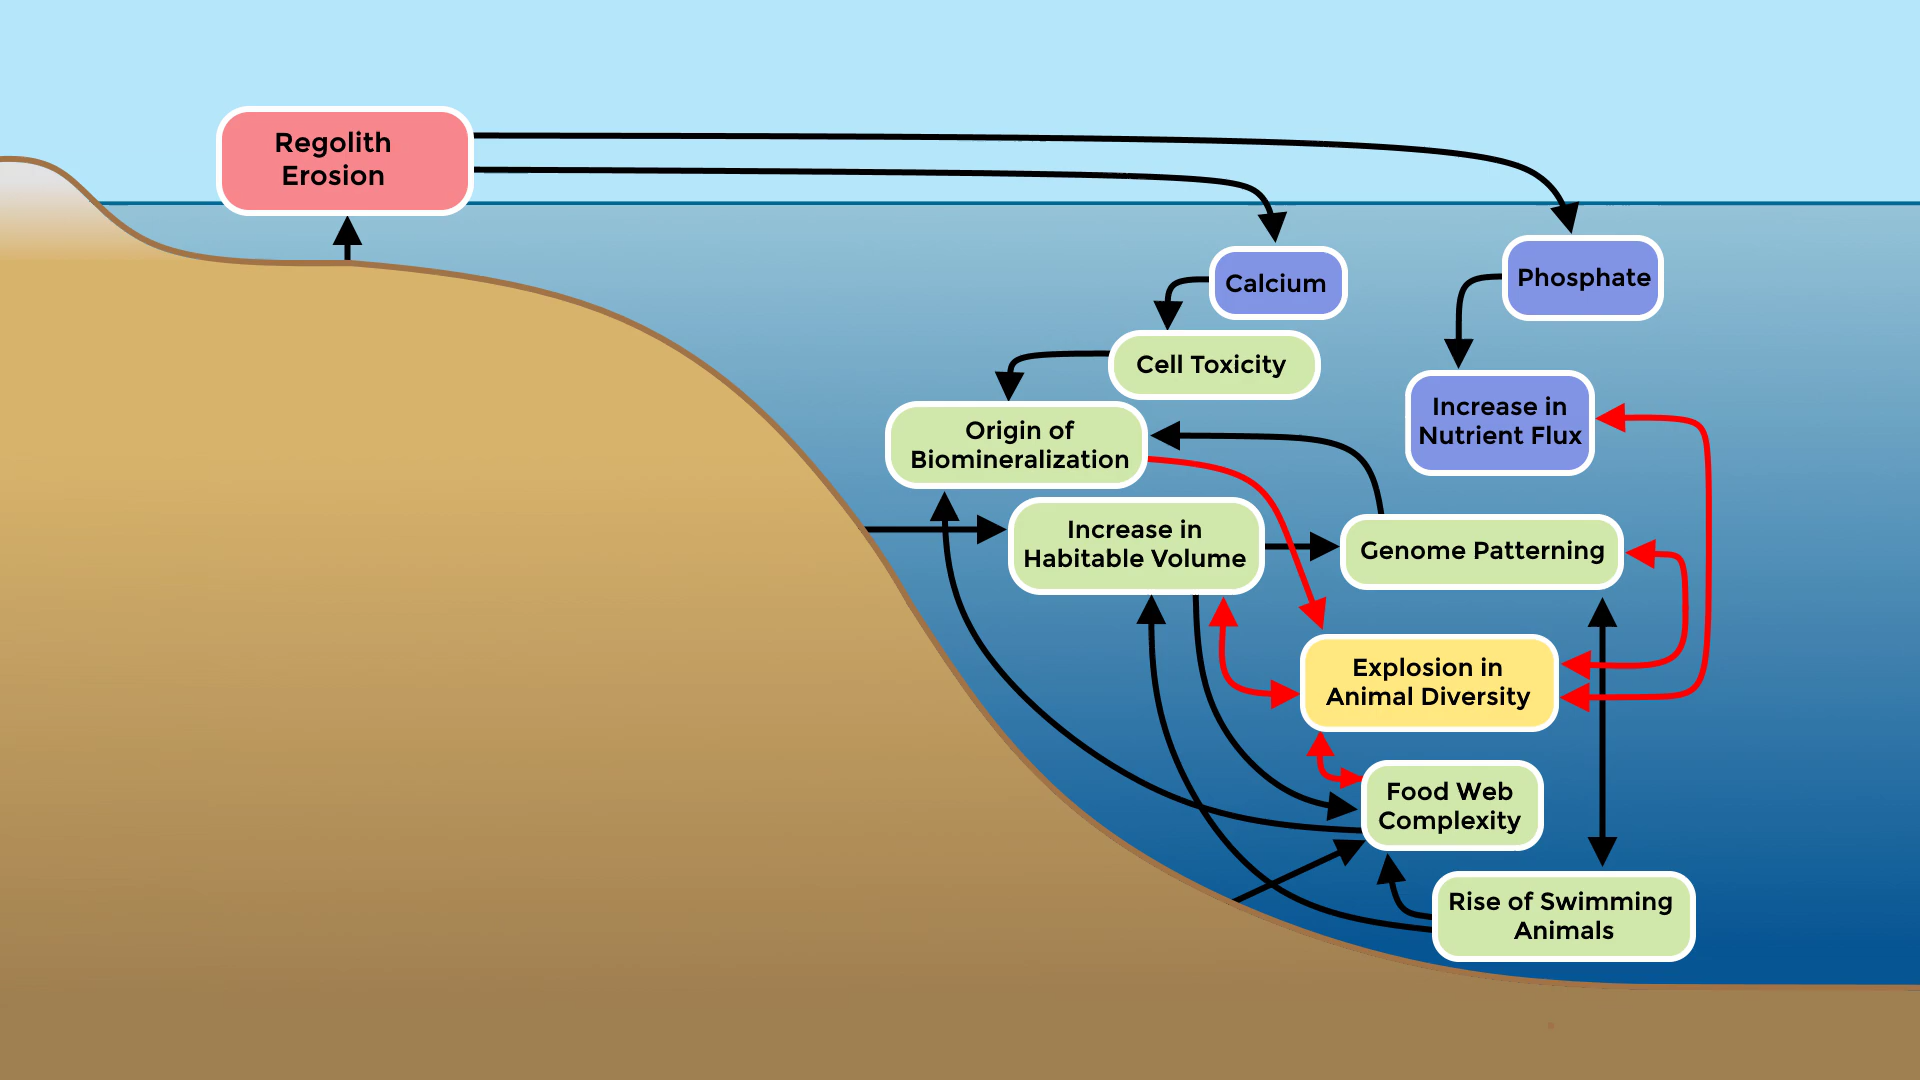 Regolith
Erosion
Calcium
Phosphate
Cell Toxicity
Increase in
Nutrient Flux
Origin of
Biomineralization
Increase in
Habitable Volume
Genome Patterning
Explosion in
Animal Diversity
Food Web
Complexity
Rise of Swimming
Animals